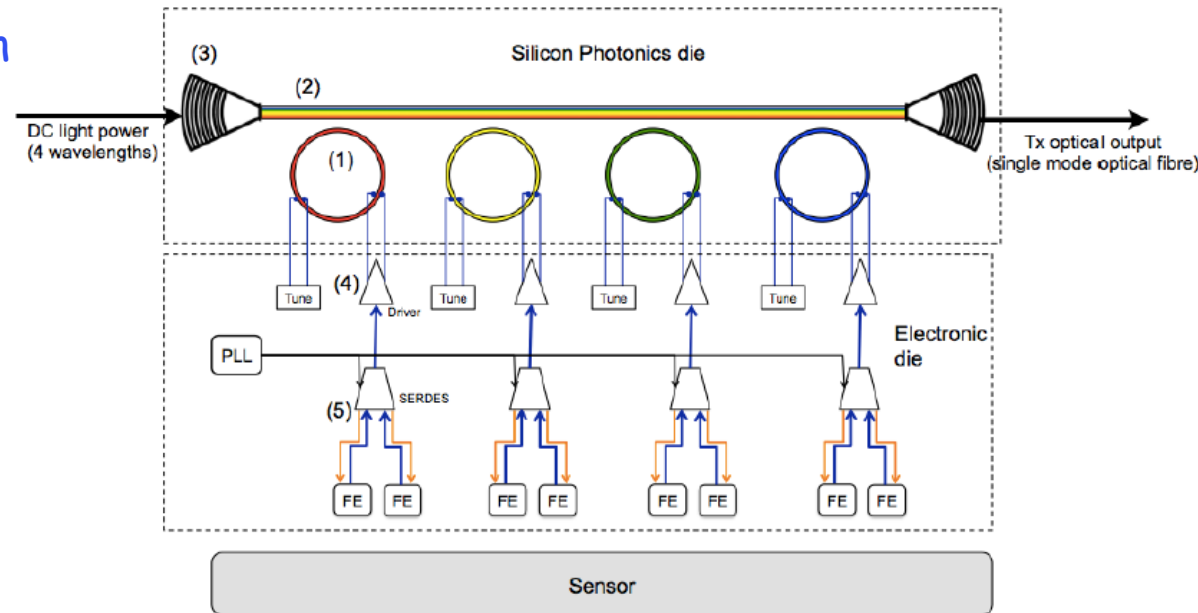 n
(3)
Silicon Photonics die
(2)
DC light power
(4 wavelengths)
Tx optical output
(single mode optical fibre)
(1)
Tune
(4)
Driver
Tune
Tune
Tune
Electronic
die
PLL
SERDES
(5)
FE
FE
FE
FE
FE
FE
FE
FE
Sensor